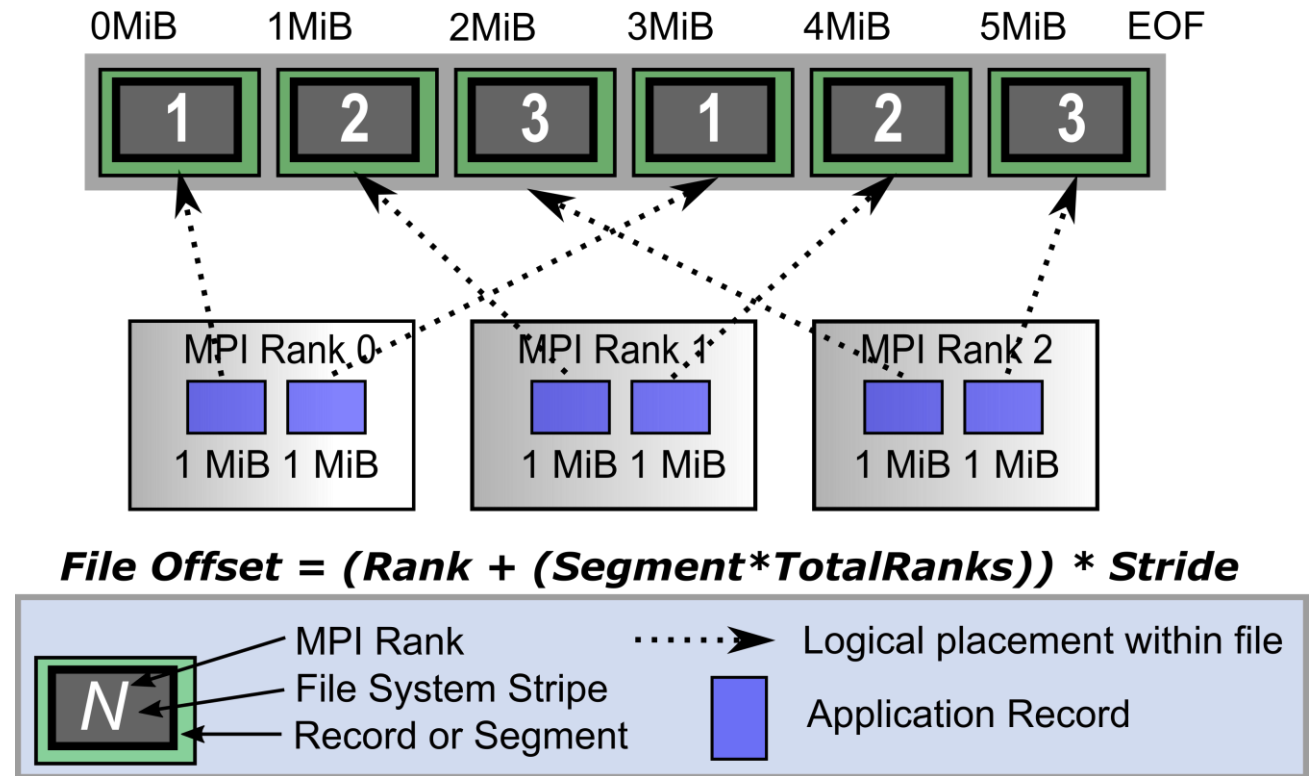 0MiB 1MiB 2MiB 3MiB 4MiB 5MiB EOF
1 2 3 1 2 3
MPI Rank 0 MPI Rank 1 MPI Rank 2
1 MiB 1 MiB 1 MiB 1 MiB 1 MiB 1 MiB
File Offset = (Rank + (Segment*TotalRanks)) * Stride
MPI Rank
Logical placement within file
N
File System Stripe
Application Record
Record or Segment